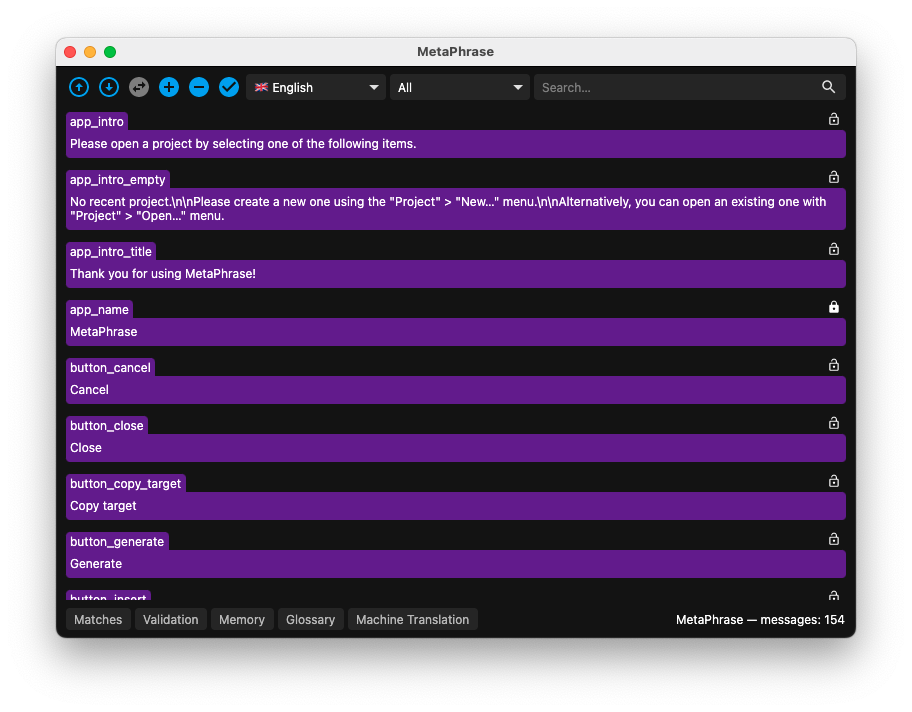 MetaPhrase
English
All
Search...
app_intro
Please open a project by selecting one of the following items.
app_intro_empty
No recent project.\n\nPlease create a new one using the "Project" > "New..." menu.\n\nAlternatively, you can open an existing one with
"Project" > "Open..." menu.
app_intro_title
Thank you for using MetaPhrase!
app_name
MetaPhrase
button_cancel
Cancel
button_close
Close
button_copy_target
Copy target
button_generate
Generate
button_insert
Matches
Validation
Memory
Glossary
Machine Translation
MetaPhrase — messages: 154